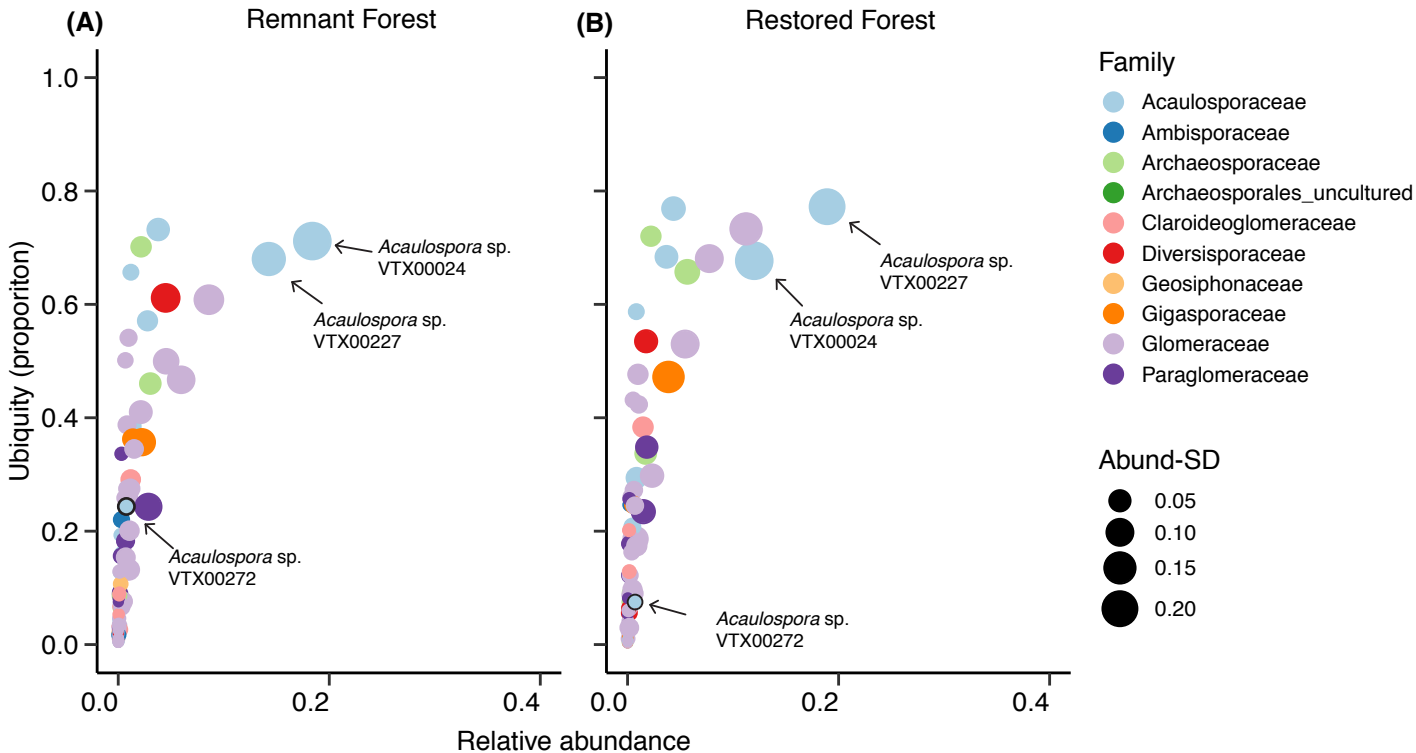 (A)
Remnant Forest
(B)
Restored Forest
Ubiquity (proporiton)
1.0
0.8
0.6
0.4
0.2
0.0
Acaulospora sp.
VTX00024
Acaulospora sp.
VTX00227
Acaulospora sp.
VTX00272
0.0
0.2
0.4
Acaulospora sp.
VTX00227
Acaulospora sp.
VTX00024
Acaulospora sp.
VTX00272
0.0
0.2
0.4
Relative abundance
Family
Acaulosporaceae
Ambisporaceae
Archaeosporaceae
Archaeosporales_uncultured
Claroideoglomeraceae
Diversisporaceae
Geosiphonaceae
Gigasporaceae
Glomeraceae
Paraglomeraceae
Abund-SD
0.05
0.10
0.15
0.20